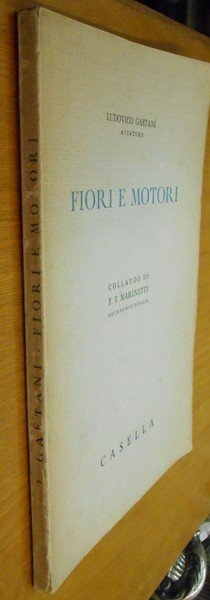 LUDOVICO GAETANI
AVIATORE
FIORI E MOTORI
COLLAUDO DI
F. T. MARINETTI
ACCADEMICO D'ITALIA
CASELLA
L. GAETANI - FIORI E MOTORI